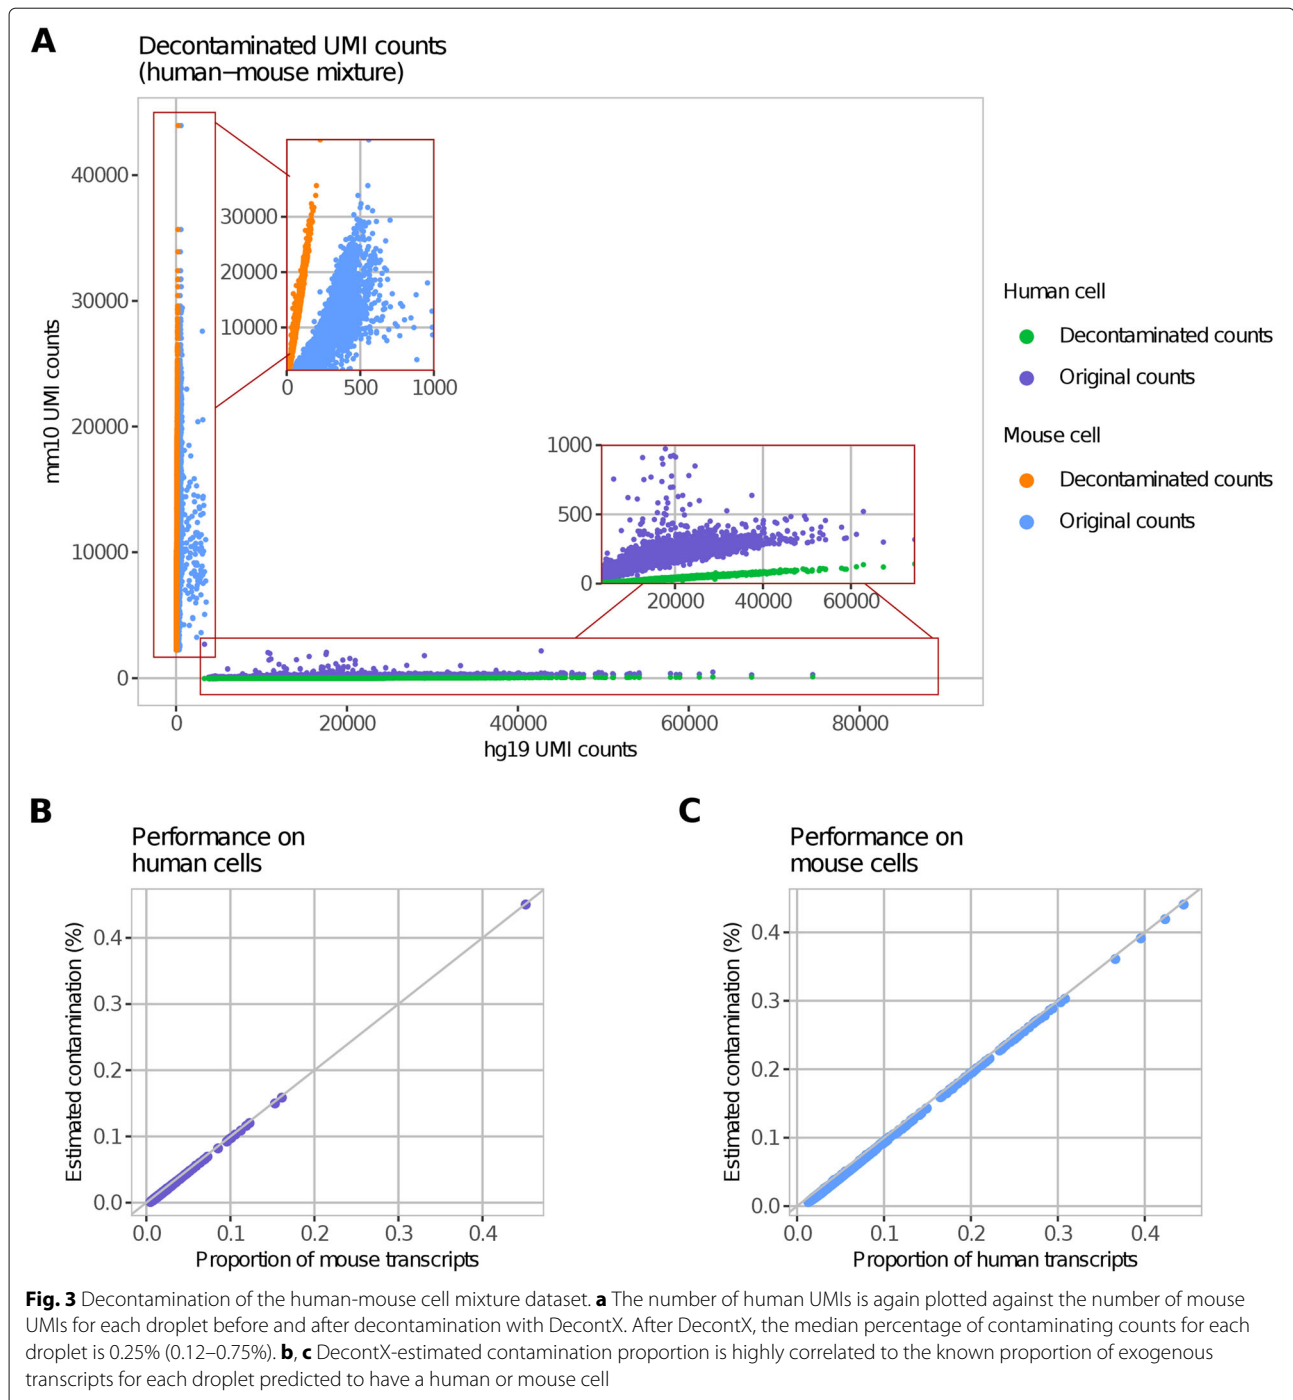 A
Decontaminated UMI counts
(human−mouse mixture)
mm10 UMI counts
40000
30000
20000
10000
0
0
20000
40000
60000
80000
hg19 UMI counts
30000
20000
10000
0
500
1000
1000
500
0
20000
40000
60000
Human cell
Decontaminated counts
Original counts
Mouse cell
Decontaminated counts
Original counts
B
Performance on
human cells
Estimated contamination (%)
0.4
0.3
0.2
0.1
0.0
0.0
0.1
0.2
0.3
0.4
Proportion of mouse transcripts
C
Performance on
mouse cells
Estimated contamination (%)
0.4
0.3
0.2
0.1
0.0
0.0
0.1
0.2
0.3
0.4
Proportion of human transcripts
Fig. 3 Decontamination of the human-mouse cell mixture dataset. a The number of human UMIs is again plotted against the number of mouse
UMIs for each droplet before and after decontamination with DecontX. After DecontX, the median percentage of contaminating counts for each
droplet is 0.25% (0.12–0.75%). b, c DecontX-estimated contamination proportion is highly correlated to the known proportion of exogenous
transcripts for each droplet predicted to have a human or mouse cell